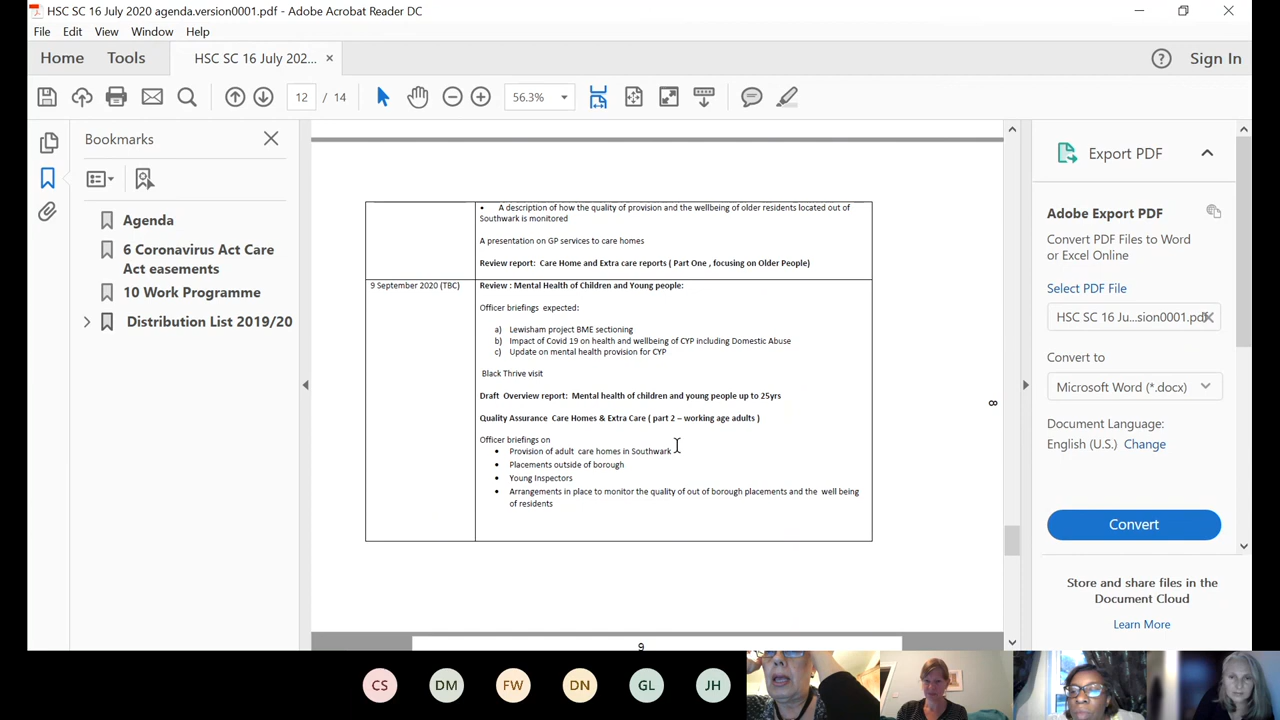 HSC SC 16 July 2020 agenda.version0001.pdf - Adobe Acrobat Reader DC
File Edit View Window Help
Home Tools HSC SC 16 July 202... × Sign In
12 / 14 56.3%
Bookmarks
Agenda
6 Coronavirus Act Care
Act easements
10 Work Programme
Distribution List 2019/20
• A description of how the quality of provision and the wellbeing of older residents located out of
Southwark is monitored
A presentation on GP services to care homes
Review report: Care Home and Extra care reports ( Part One , focusing on Older People)
9 September 2020 (TBC) Review : Mental Health of Children and Young people:
Officer briefings expected:
a) Lewisham project BME sectioning
b) Impact of Covid 19 on health and wellbeing of CYP including Domestic Abuse
c) Update on mental health provision for CYP
Black Thrive visit
Draft Overview report: Mental health of children and young people up to 25yrs
Quality Assurance Care Homes & Extra Care ( part 2 – working age adults )
Officer briefings on
• Provision of adult care homes in Southwark
• Placements outside of borough
• Young Inspectors
• Arrangements in place to monitor the quality of out of borough placements and the well being
of residents
8
9
Export PDF
Adobe Export PDF
Convert PDF Files to Word
or Excel Online
Select PDF File
HSC SC 16 Ju...sion0001.pdf
Convert to
Microsoft Word (*.docx)
Document Language:
English (U.S.) Change
Convert
Store and share files in the
Document Cloud
Learn More
CS DM FW DN GL JH